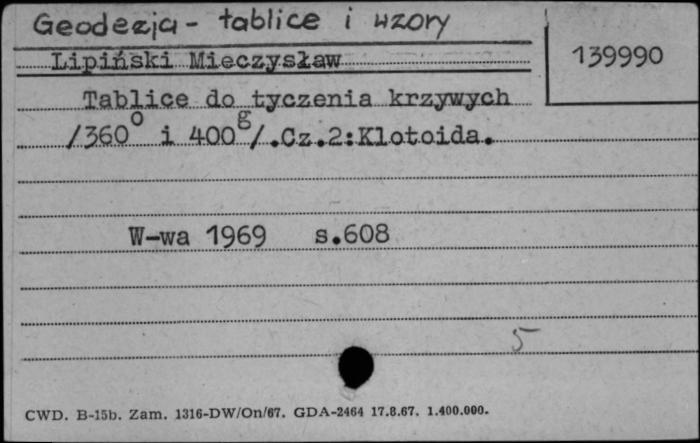 Geodezja - tablice i wzory
139990
Lipiński Mieczysław
Tablice do tyczenia krzywych
/360° i 400g/.Cz.2:Klotoida.
W-wa 1969 s.608
5
CWD. B-15b. Zam. 1316-DW/On/67. GDA-2464 17.8.67. 1.400.000.